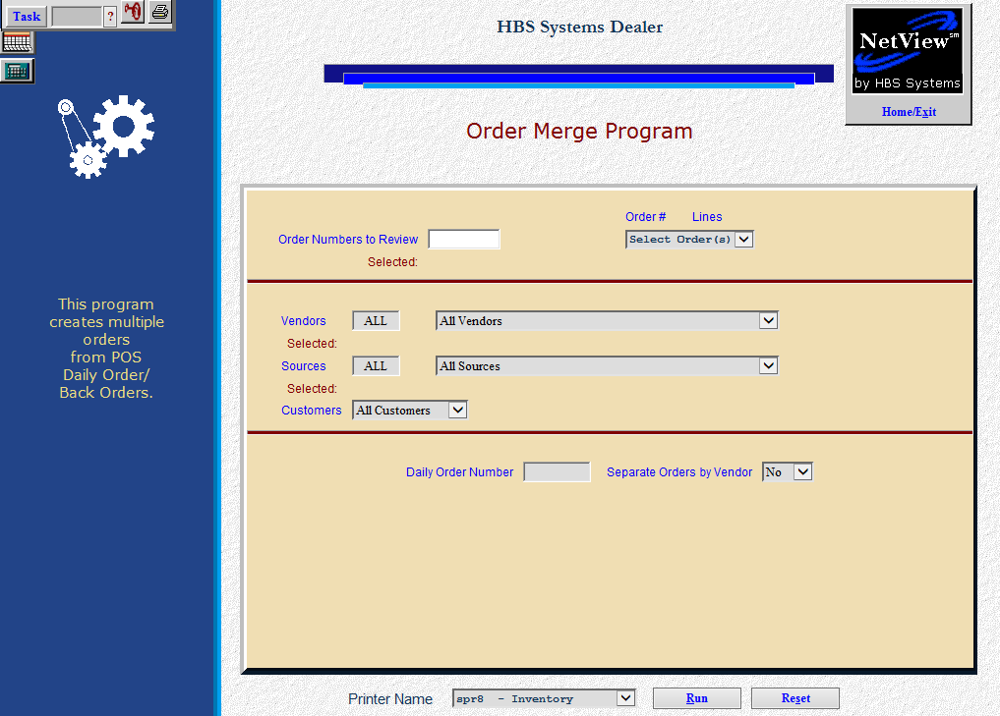 Task ?
HBS Systems Dealer
NetView℠
by HBS Systems
Home/Exit
Order Merge Program
This program
creates multiple
orders
from POS
Daily Order/
Back Orders.
Order # Lines
Order Numbers to Review Select Order(s)
Selected:
Vendors ALL All Vendors
Selected:
Sources ALL All Sources
Selected:
Customers All Customers
Daily Order Number Separate Orders by Vendor No
Printer Name spr8 - Inventory Run Reset